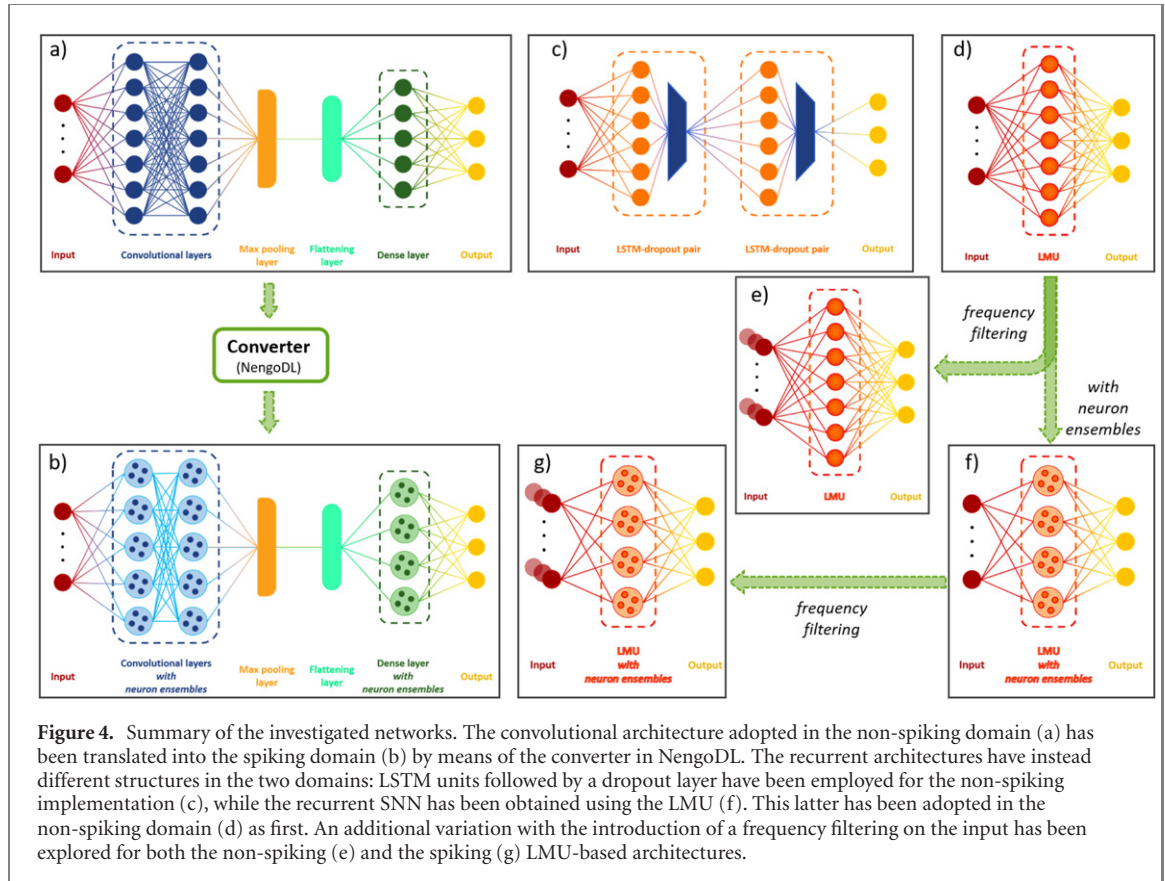 a)
Input
Convolutional layers
Max pooling
layer
Flattening
layer
Dense layer
Output
c)
Input
LSTM-dropout pair
LSTM-dropout pair
Output
d)
Input
LMU
Output
Converter
(NengoDL)
e)
Input
LMU
Output
frequency
filtering
with
neuron
ensembles
b)
Input
Convolutional layers
with
neuron ensembles
Max pooling
layer
Flattening
layer
Dense layer
with
neuron ensembles
Output
g)
Input
LMU
with
neuron ensembles
Output
frequency
filtering
f)
Input
LMU
with
neuron ensembles
Output
Figure 4. Summary of the investigated networks. The convolutional architecture adopted in the non-spiking domain (a) has
been translated into the spiking domain (b) by means of the converter in NengoDL. The recurrent architectures have instead
different structures in the two domains: LSTM units followed by a dropout layer have been employed for the non-spiking
implementation (c), while the recurrent SNN has been obtained using the LMU (f). This latter has been adopted in the
non-spiking domain (d) as first. An additional variation with the introduction of a frequency filtering on the input has been
explored for both the non-spiking (e) and the spiking (g) LMU-based architectures.